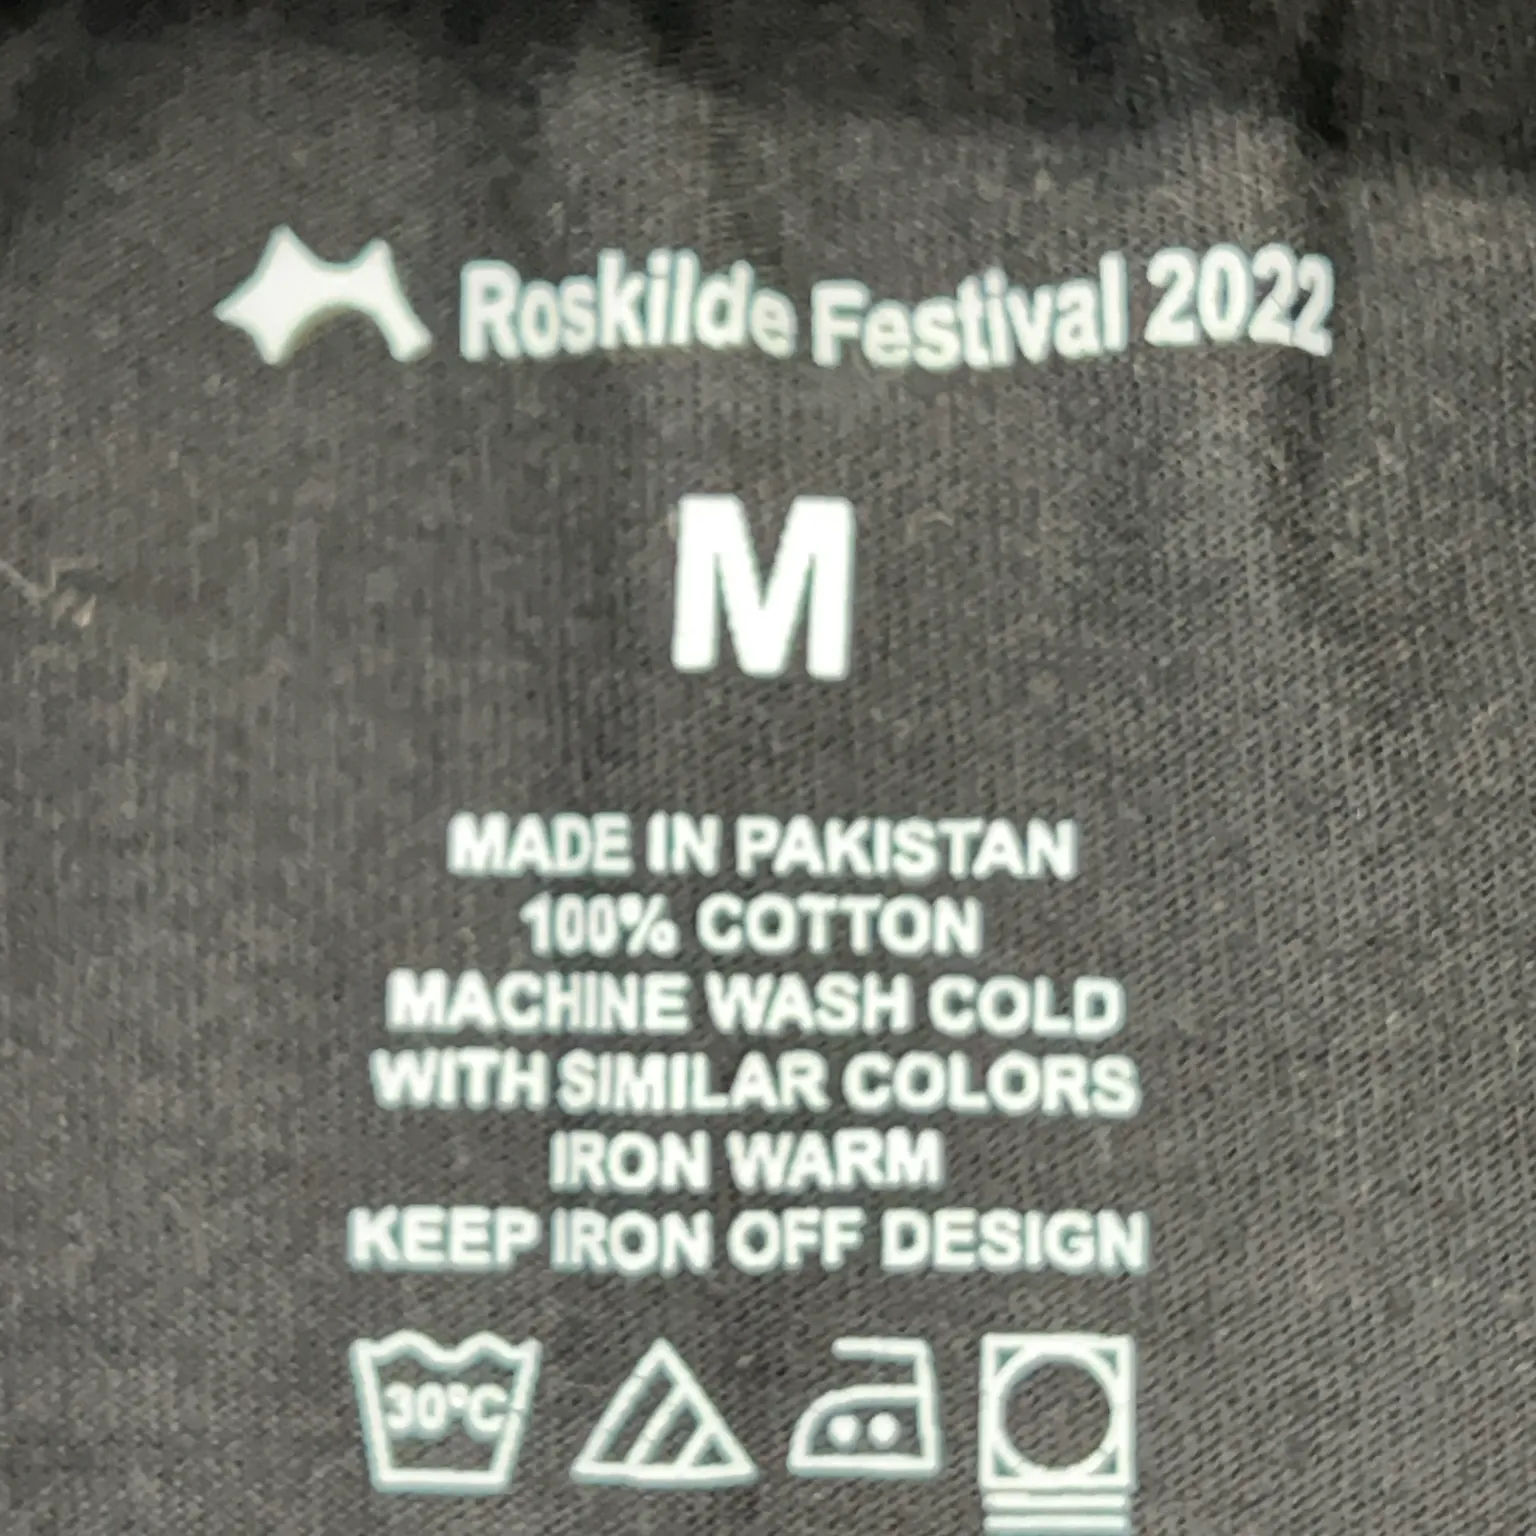 Roskilde Festival 2022
M
MADE IN PAKISTAN
100% COTTON
MACHINE WASH COLD
WITH SIMILAR COLORS
IRON WARM
KEEP IRON OFF DESIGN
30°C